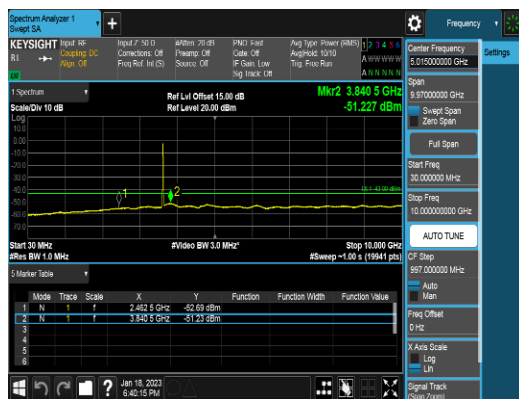 Spectrum Analyzer 1
Swept SA
Frequency
KEYSIGHT
Input: RF
Coupling: DC
Align: Off
Input Z: 50 Ω
Corrections: Off
Freq Ref: Int (S)
#Atten: 20 dB
Preamp: Off
Source: Off
PNO: Fast
Gate: Off
IF Gain: Low
Sig Track: Off
Avg Type: Power (RMS)
Avg|Hold: 10/10
Trig: Free Run
1 2 3 4 5 6
A W W W W W
A N N N N N
1 Spectrum
Scale/Div 10 dB
Ref Lvl Offset 15.00 dB
Ref Level 20.00 dBm
Mkr2 3.840 5 GHz
-51.227 dBm
Log
10.0
0.00
-10.0
-20.0
-30.0
-40.0
-50.0
-60.0
-70.0
DL1 -43.00 dBm
1
2
Start 30 MHz
#Res BW 1.0 MHz
#Video BW 3.0 MHz*
Stop 10.000 GHz
#Sweep ~1.00 s (19941 pts)
5 Marker Table
Mode Trace Scale X Y Function Function Width Function Value
1 N 1 f 2.462 5 GHz -52.69 dBm
2 N 1 f 3.840 5 GHz -51.23 dBm
3
4
5
6
Jan 18, 2023
6:40:15 PM
Center Frequency
5.015000000 GHz
Settings
Span
9.97000000 GHz
Swept Span
Zero Span
Full Span
Start Freq
30.000000 MHz
Stop Freq
10.000000000 GHz
AUTO TUNE
CF Step
997.000000 MHz
Auto
Man
Freq Offset
0 Hz
X Axis Scale
Log
Lin
Signal Track
(Span Zoom)